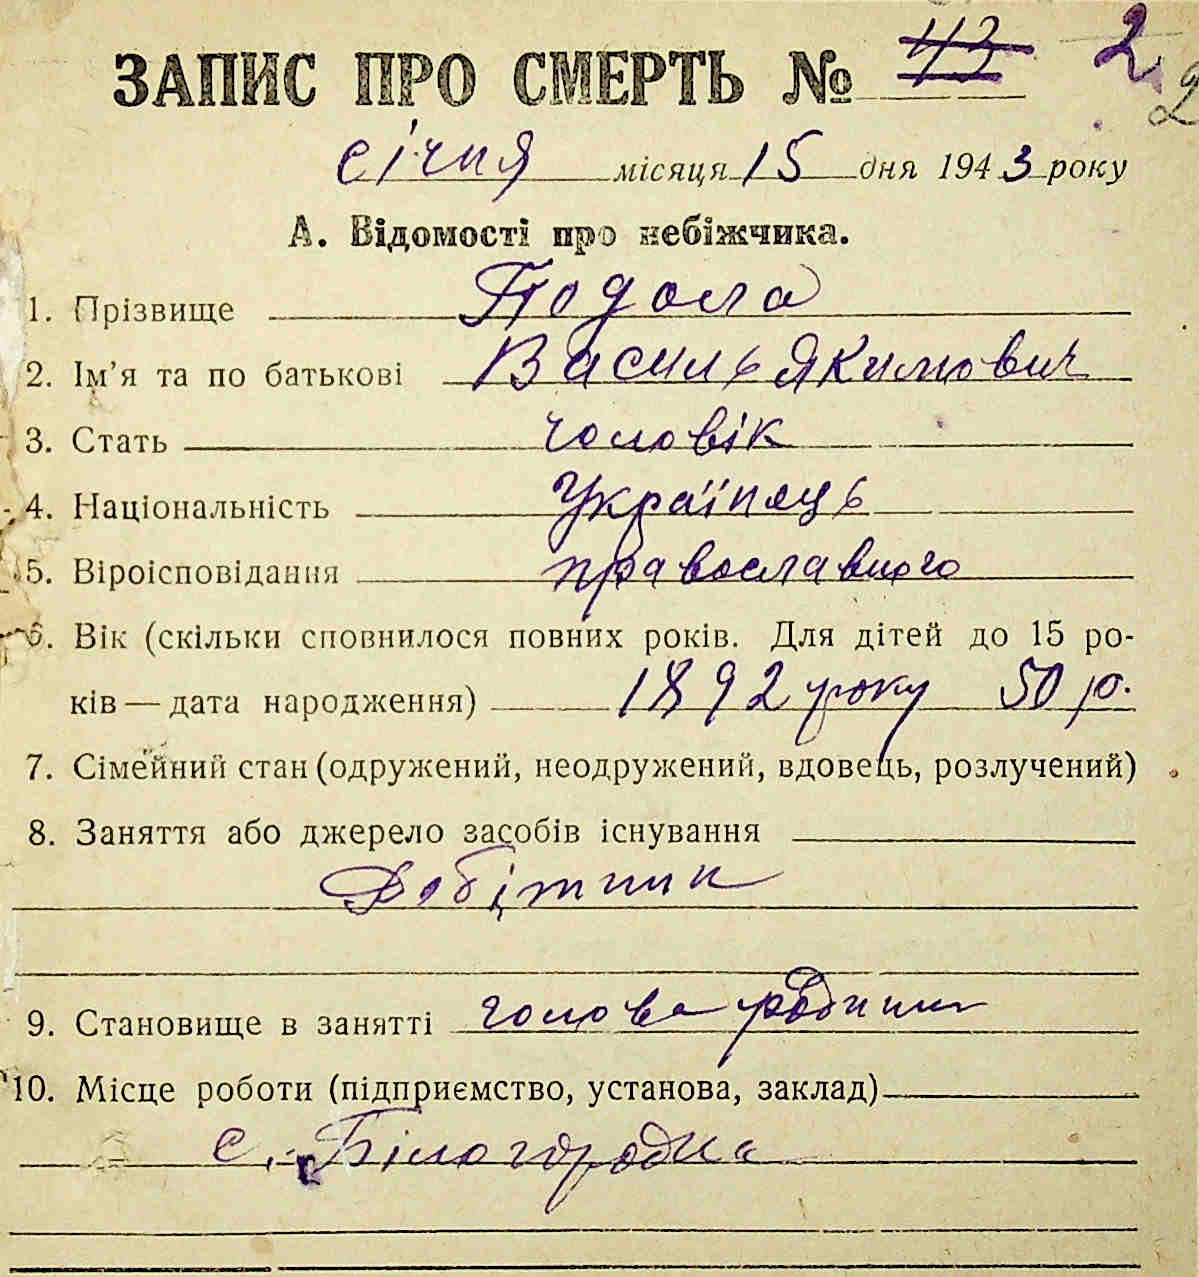 ЗАПИС ПРО СМЕРТЬ № 43 2
2
січня місяця 15 дня 1943 року
А. Відомості про небіжчика.
1. Прізвище Подола
2. Ім'я та по батькові Василь Якимович
3. Стать чоловік
4. Національність Українець
5. Віроісповідання православного
6. Вік (скільки сповнилося повних років. Для дітей до 15 ро-
ків — дата народження) 1892 року 50 р.
7. Сімейний стан (одружений, неодружений, вдовець, розлучений)
8. Заняття або джерело засобів існування
9. Становище в занятті голова родини
10. Місце роботи (підприємство, установа, заклад)
с. Білогородка